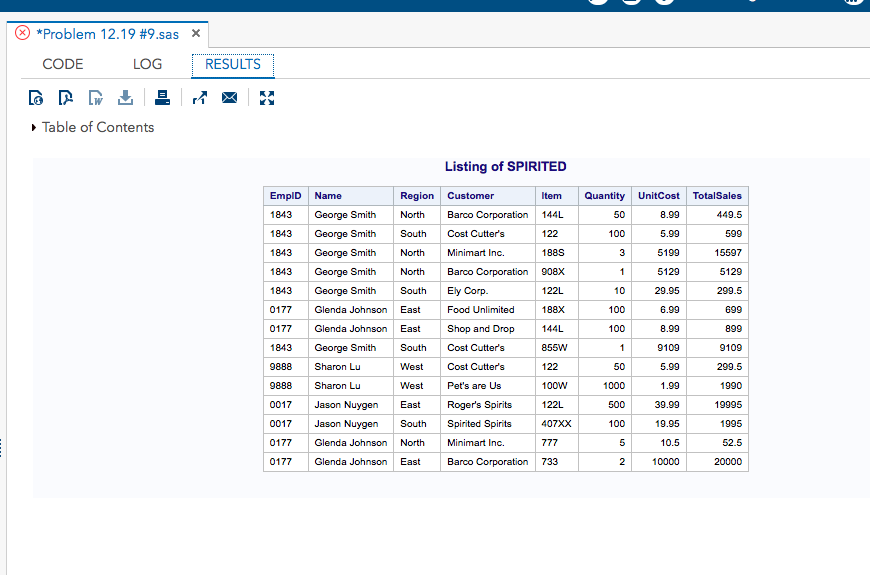 *Problem 12.19 #9.sas ×
CODE LOG RESULTS
Table of Contents
Listing of SPIRITED
EmpID Name Region Customer Item Quantity UnitCost TotalSales
1843 George Smith North Barco Corporation 144L 50 8.99 449.5
1843 George Smith South Cost Cutter's 122 100 5.99 599
1843 George Smith North Minimart Inc. 188S 3 5199 15597
1843 George Smith North Barco Corporation 908X 1 5129 5129
1843 George Smith South Ely Corp. 122L 10 29.95 299.5
0177 Glenda Johnson East Food Unlimited 188X 100 6.99 699
0177 Glenda Johnson East Shop and Drop 144L 100 8.99 899
1843 George Smith South Cost Cutter's 855W 1 9109 9109
9888 Sharon Lu West Cost Cutter's 122 50 5.99 299.5
9888 Sharon Lu West Pet's are Us 100W 1000 1.99 1990
0017 Jason Nuygen East Roger's Spirits 122L 500 39.99 19995
0017 Jason Nuygen South Spirited Spirits 407XX 100 19.95 1995
0177 Glenda Johnson North Minimart Inc. 777 5 10.5 52.5
0177 Glenda Johnson East Barco Corporation 733 2 10000 20000